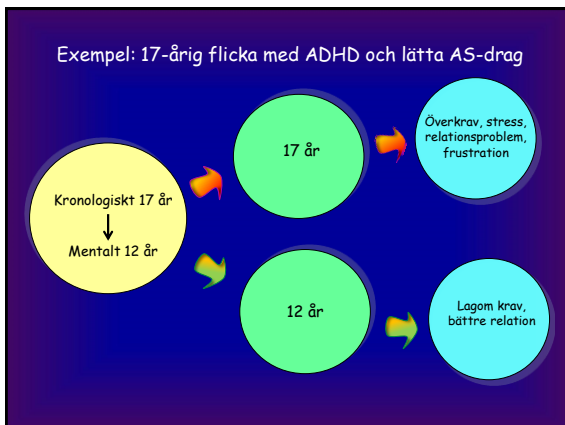 Exempel: 17-årig flicka med ADHD och lätta AS-drag
Kronologiskt 17 år
Mentalt 12 år
17 år
Överkrav, stress,
relationsproblem,
frustration
12 år
Lagom krav,
bättre relation